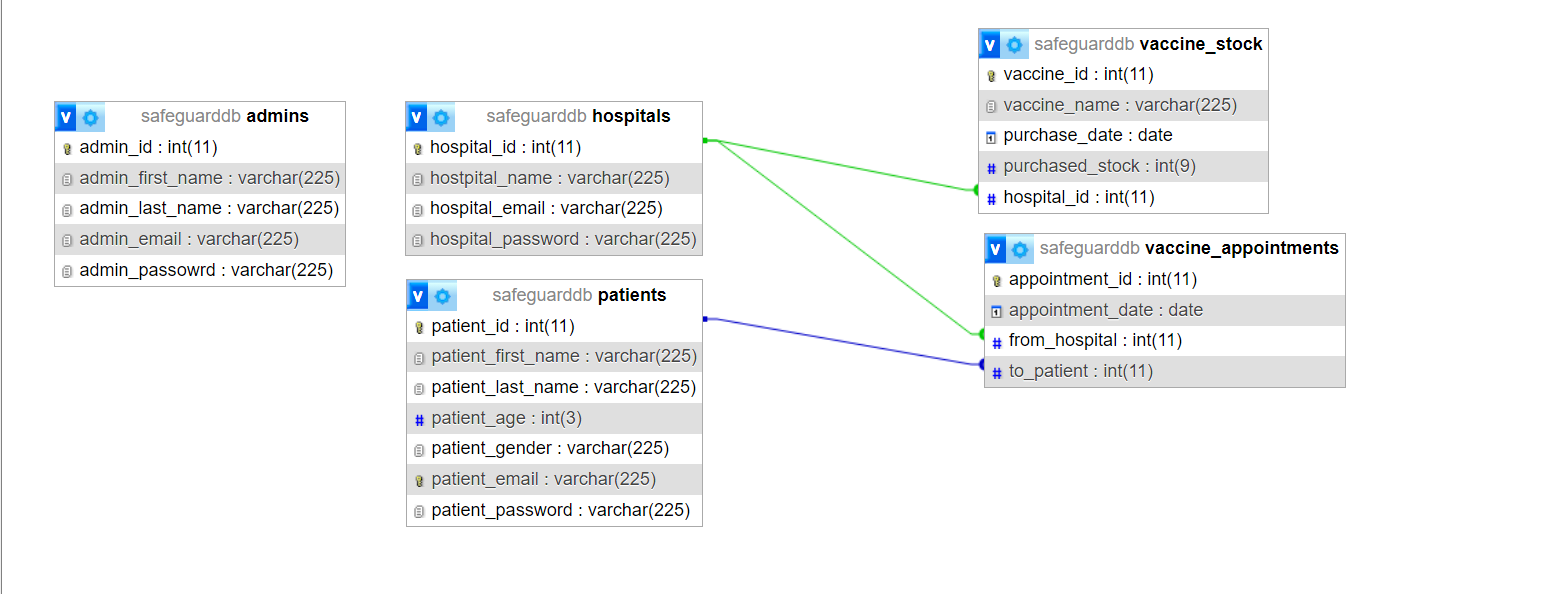 safeguarddb admins
admin_id : int(11)
admin_first_name : varchar(225)
admin_last_name : varchar(225)
admin_email : varchar(225)
admin_passowrd : varchar(225)
safeguarddb hospitals
hospital_id : int(11)
hostpital_name : varchar(225)
hospital_email : varchar(225)
hospital_password : varchar(225)
safeguarddb patients
patient_id : int(11)
patient_first_name : varchar(225)
patient_last_name : varchar(225)
patient_age : int(3)
patient_gender : varchar(225)
patient_email : varchar(225)
patient_password : varchar(225)
safeguarddb vaccine_stock
vaccine_id : int(11)
vaccine_name : varchar(225)
purchase_date : date
purchased_stock : int(9)
hospital_id : int(11)
safeguarddb vaccine_appointments
appointment_id : int(11)
appointment_date : date
from_hospital : int(11)
to_patient : int(11)